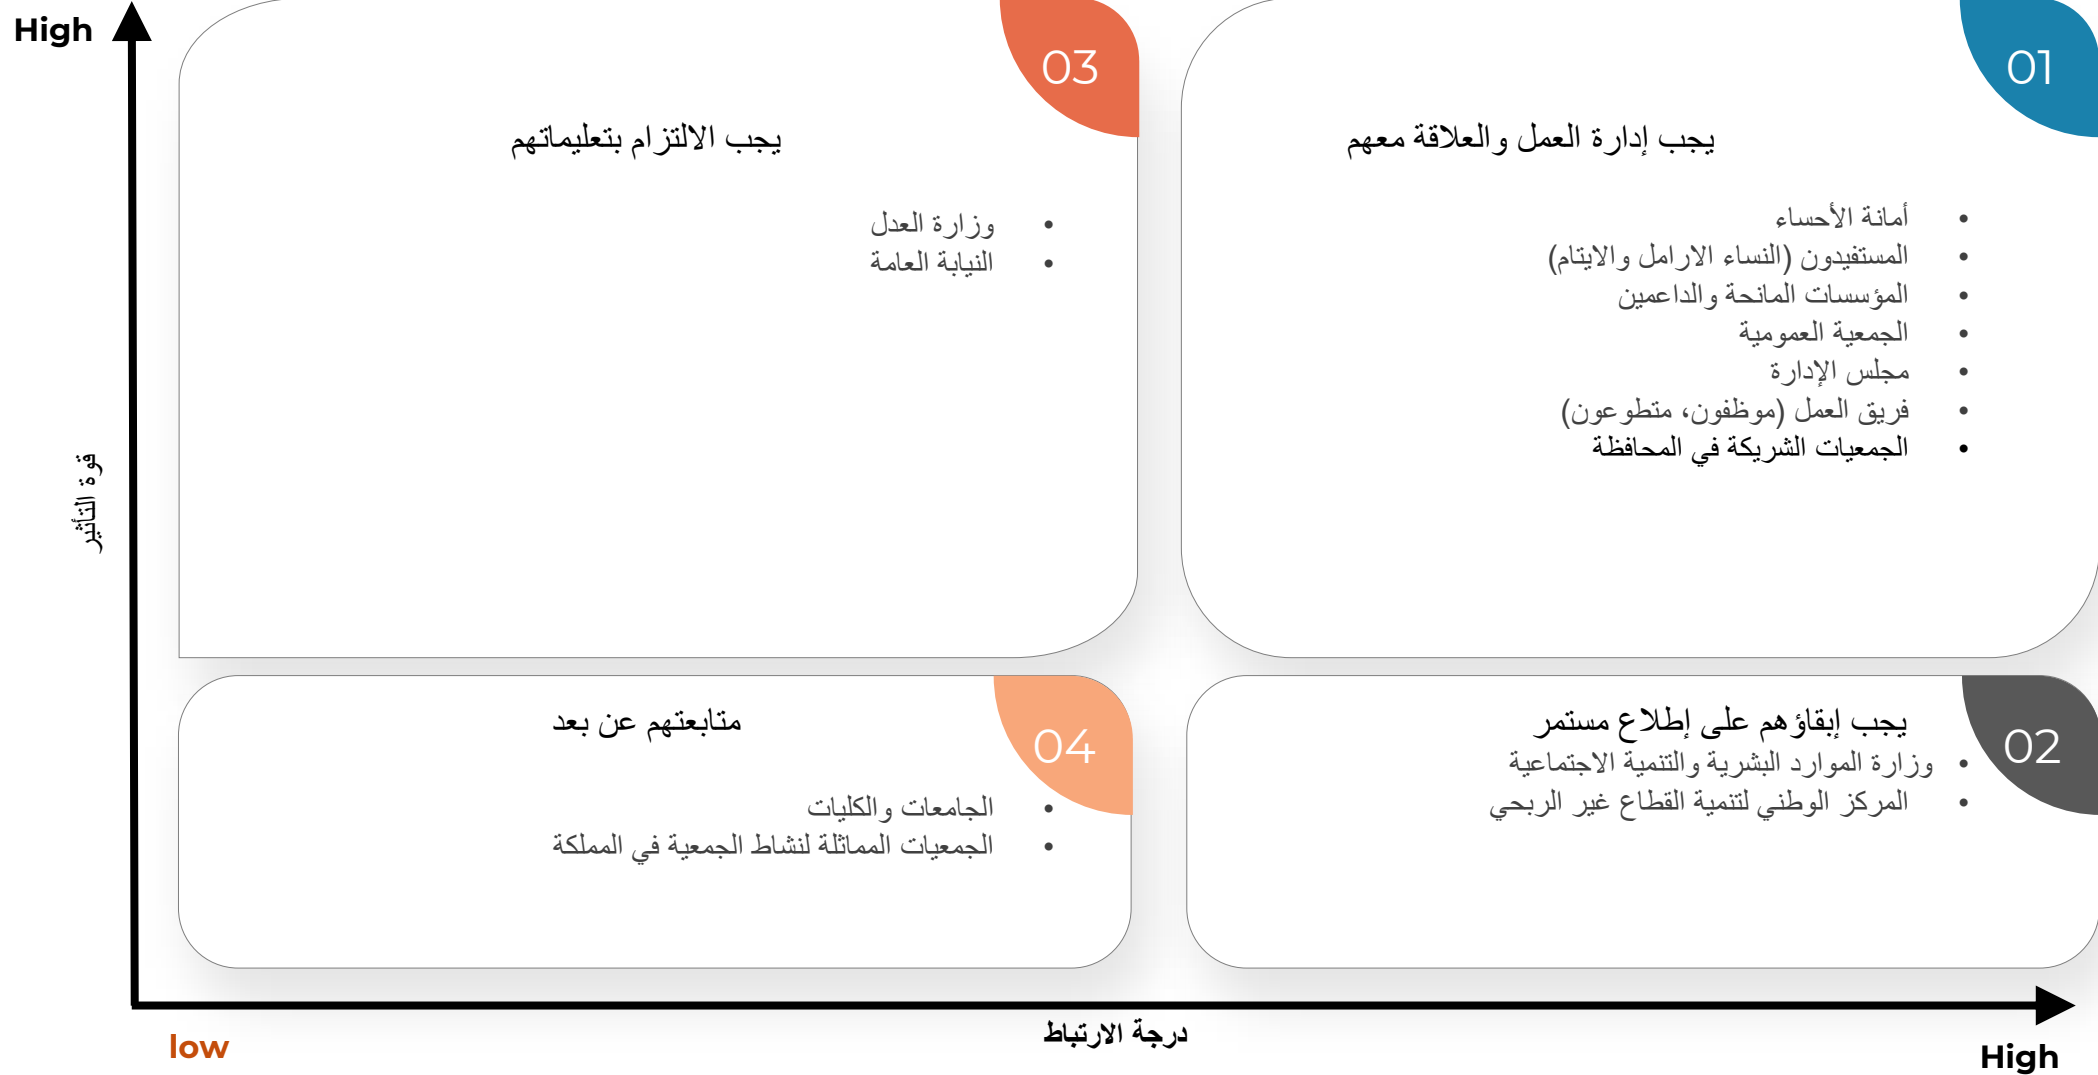 High
01
يجب إدارة العمل والعلاقة معهم
• أمانة الأحساء
• المستفيدون (النساء الارامل والايتام)
• المؤسسات المانحة والداعمين
• الجمعية العمومية
• مجلس الإدارة
• فريق العمل (موظفون، متطوعون)
• الجمعيات الشريكة في المحافظة
03
يجب الالتزام بتعليماتهم
• وزارة العدل
• النيابة العامة
قوة التأثير
02
يجب إبقاؤهم على إطلاع مستمر
• وزارة الموارد البشرية والتنمية الاجتماعية
• المركز الوطني لتنمية القطاع غير الربحي
04
متابعتهم عن بعد
• الجامعات والكليات
• الجمعيات المماثلة لنشاط الجمعية في المملكة
درجة الارتباط
low
High